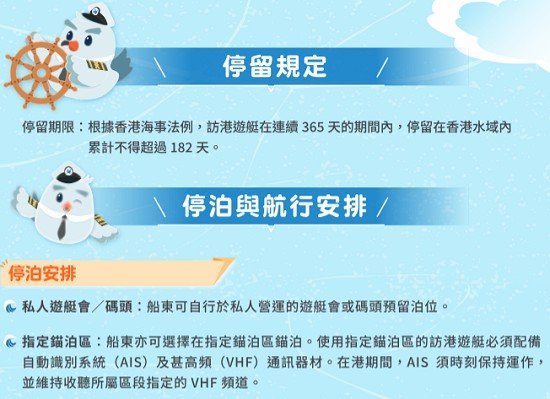 停留規定
停留期限：根據香港海事法例，訪港遊艇在連續 365 天的期間內，停留在香港水域內
累計不得超過 182 天。
停泊與航行安排
停泊安排
私人遊艇會／碼頭：船東可自行於私人營運的遊艇會或碼頭預留泊位。
指定錨泊區：船東亦可選擇在指定錨泊區錨泊。使用指定錨泊區的訪港遊艇必須配備
自動識別系統（AIS）及甚高頻（VHF）通訊器材。在港期間，AIS 須時刻保持運作，
並維持收聽所屬區段指定的 VHF 頻道。